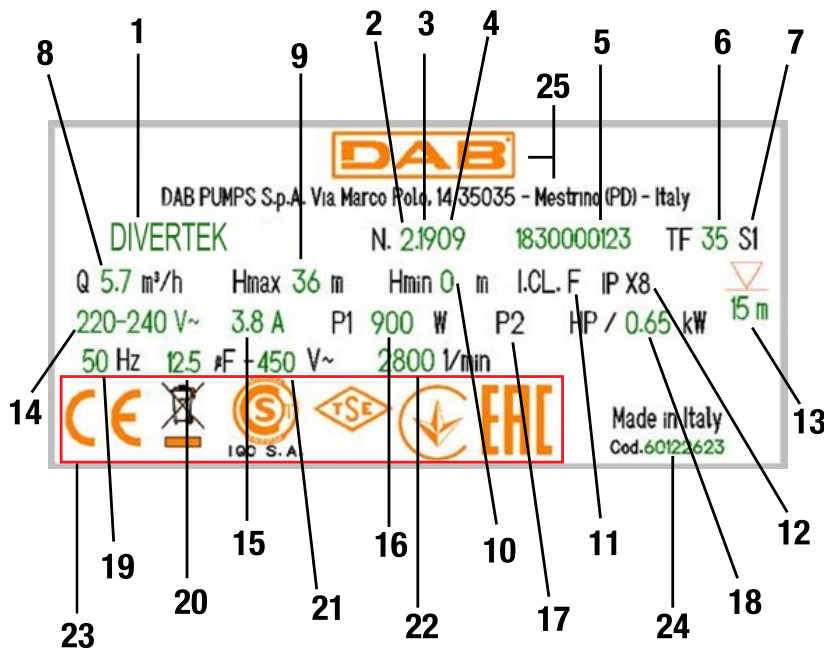 1 2 3 4 5 6 7
8 9 25
DAB
DAB PUMPS S.p.A. Via Marco Polo, 14 35035 - Mestrino (PD) - Italy
DIVERTEK N. 2.1909 1830000123 TF 35 S1
Q 5.7 m³/h Hmax 36 m Hmin 0 m I.CL. F IP X8
15 m
220-240 V~ 3.8 A P1 900 W P2 HP / 0.65 kW
50 Hz 12.5 µF - 450 V~ 2800 1/min
14 13
CE S TSE EAC
IQC S.A.
Made in Italy
Cod.60122623
19 20 15 21 16 22 10 17 11 18 12
23 24